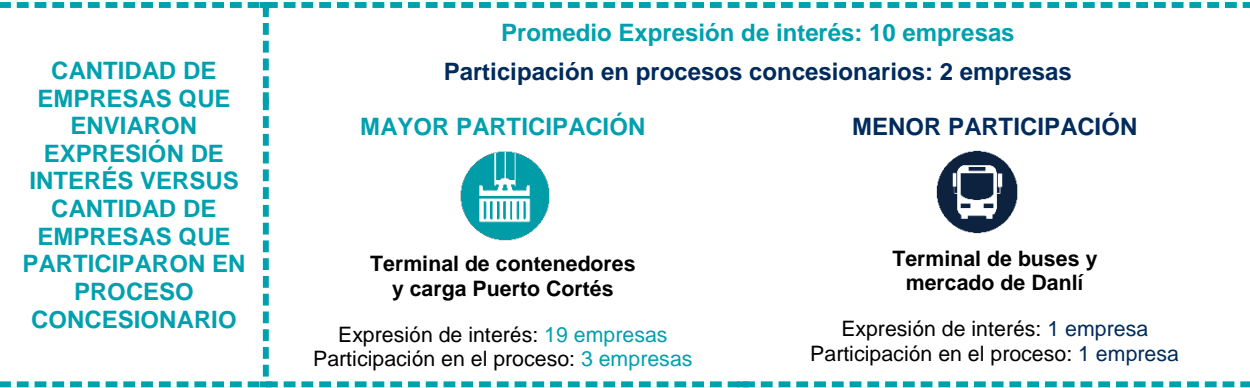 CANTIDAD DE
EMPRESAS QUE
ENVIARON
EXPRESIÓN DE
INTERÉS VERSUS
CANTIDAD DE
EMPRESAS QUE
PARTICIPARON EN
PROCESO
CONCESIONARIO
Promedio Expresión de interés: 10 empresas
Participación en procesos concesionarios: 2 empresas
MAYOR PARTICIPACIÓN
Terminal de contenedores
y carga Puerto Cortés
Expresión de interés: 19 empresas
Participación en el proceso: 3 empresas
MENOR PARTICIPACIÓN
Terminal de buses y
mercado de Danlí
Expresión de interés: 1 empresa
Participación en el proceso: 1 empresa